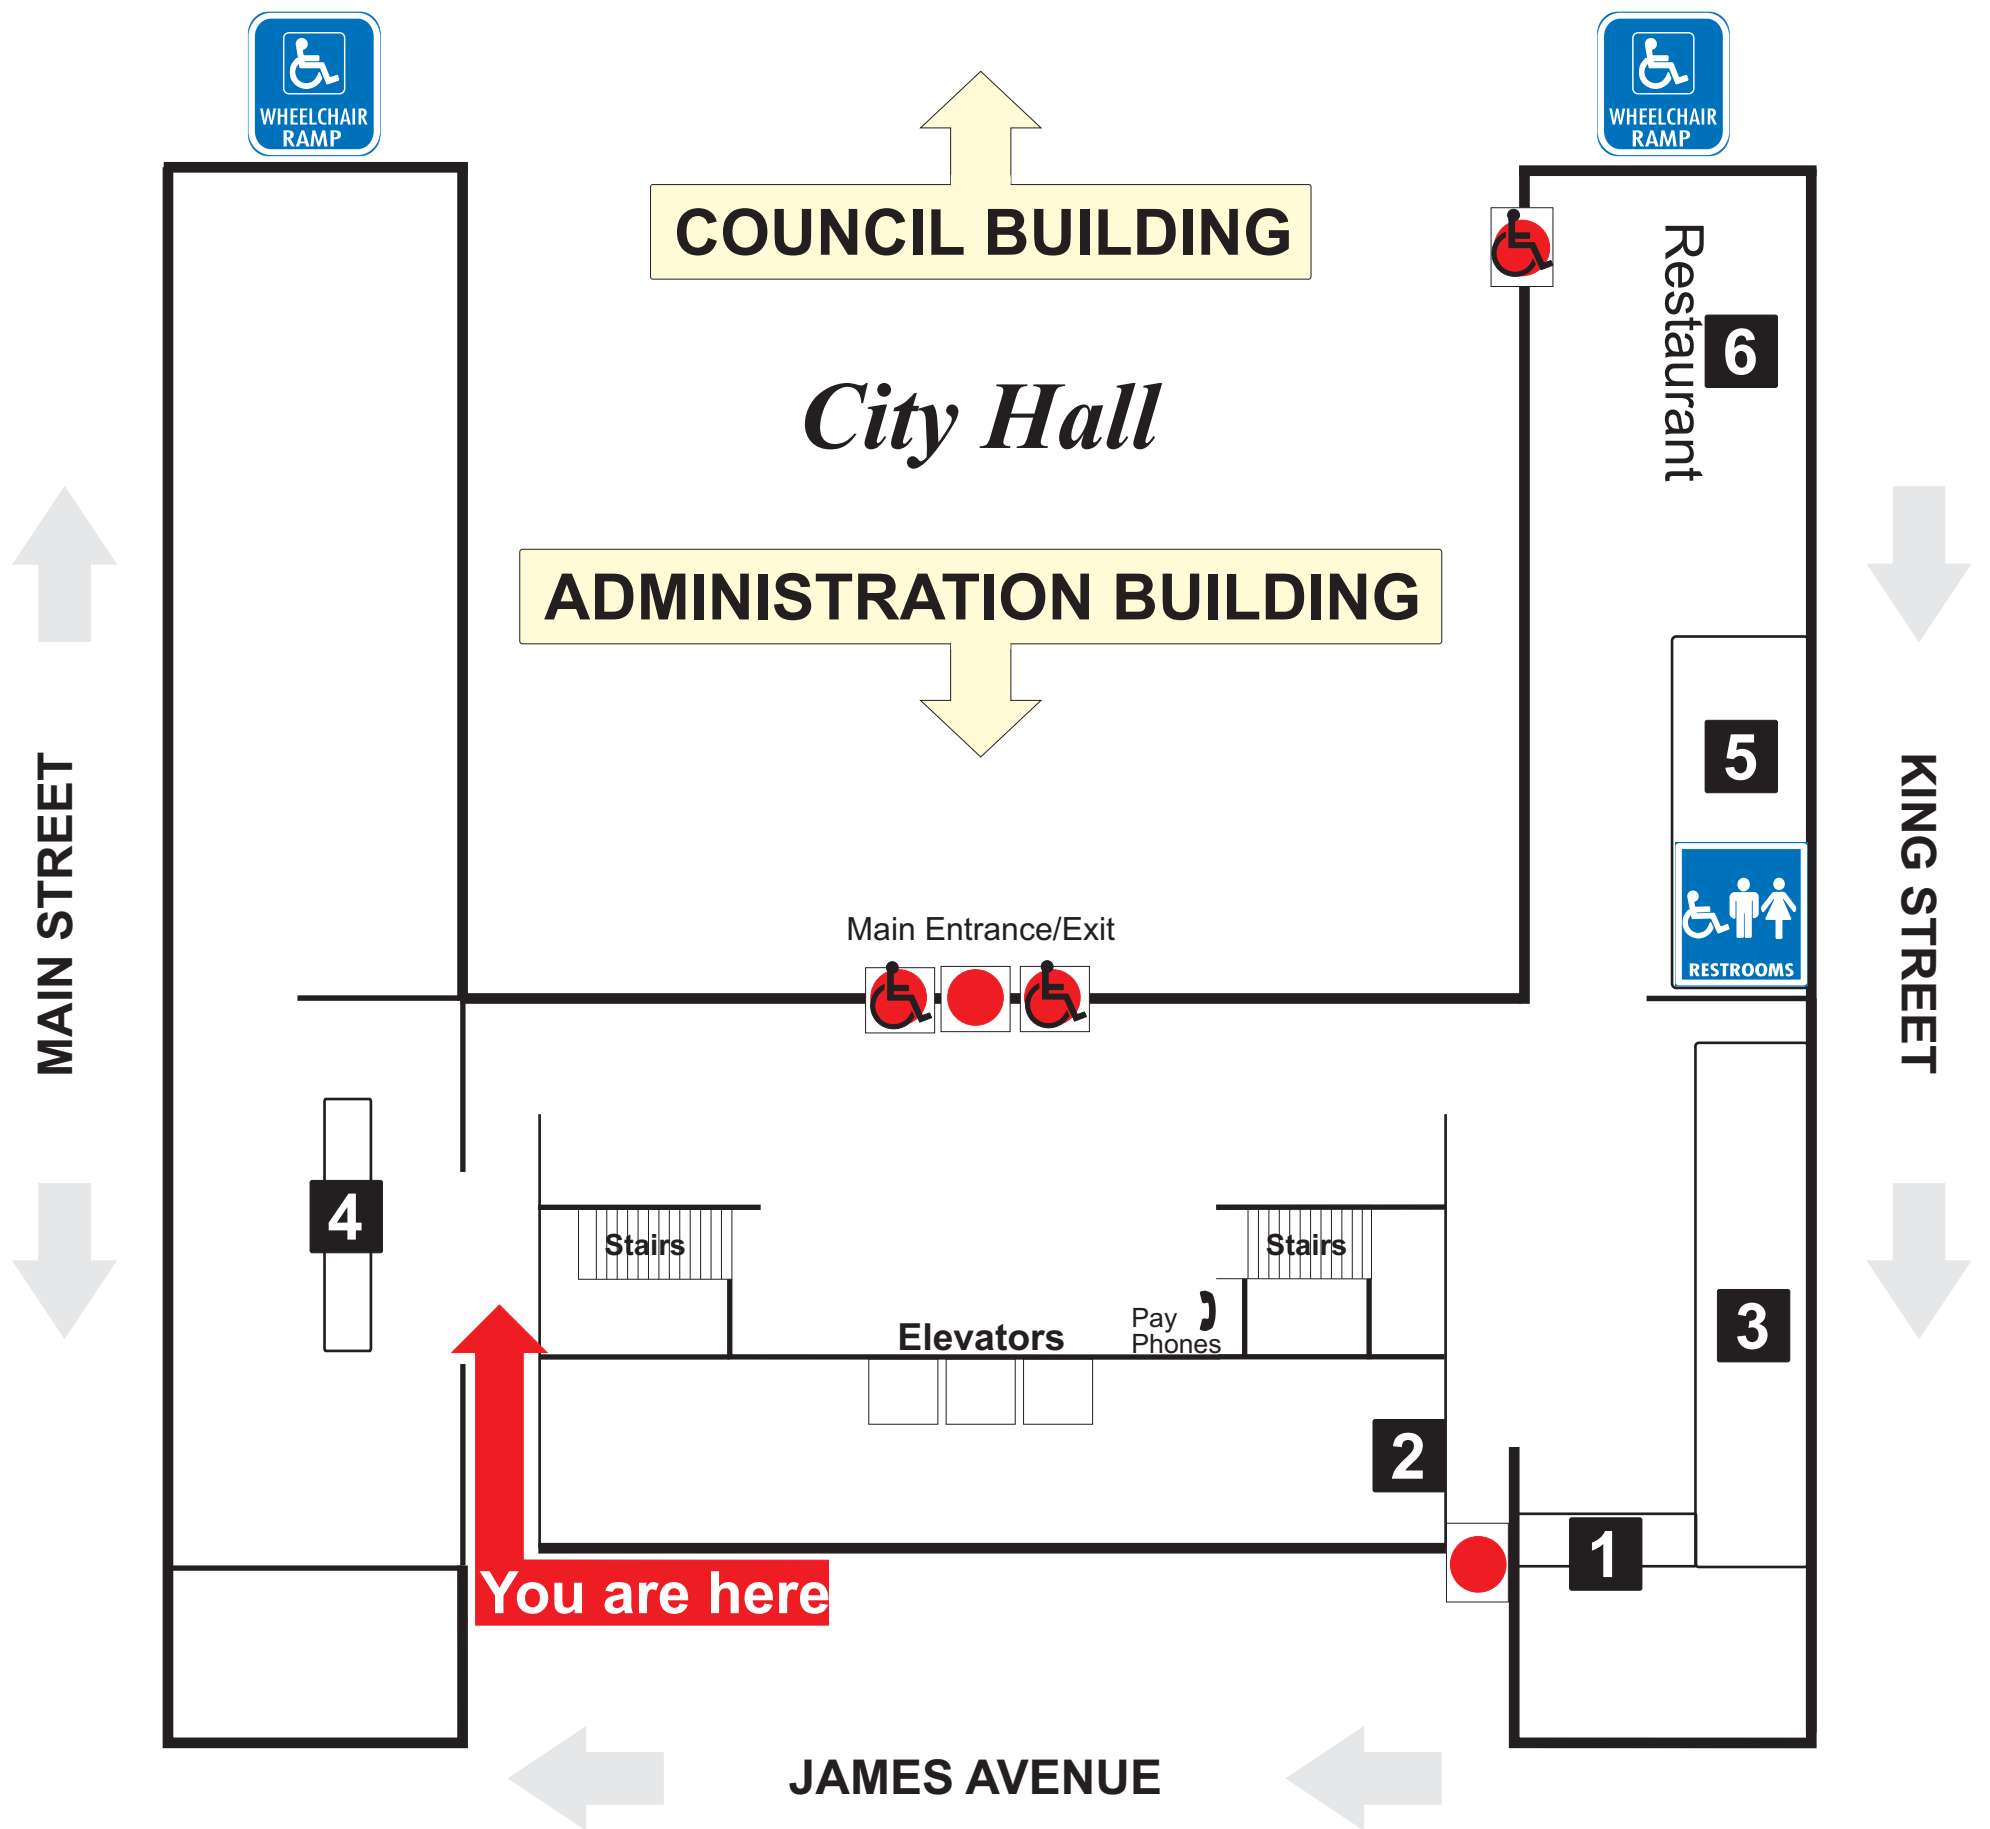 WHEELCHAIR
RAMP
WHEELCHAIR
RAMP
COUNCIL BUILDING
City Hall
ADMINISTRATION BUILDING
Restaurant
6
5
RESTROOMS
MAIN STREET
KING STREET
Main Entrance/Exit
4
Stairs
Stairs
Elevators
Pay
Phones
3
2
1
You are here
JAMES AVENUE